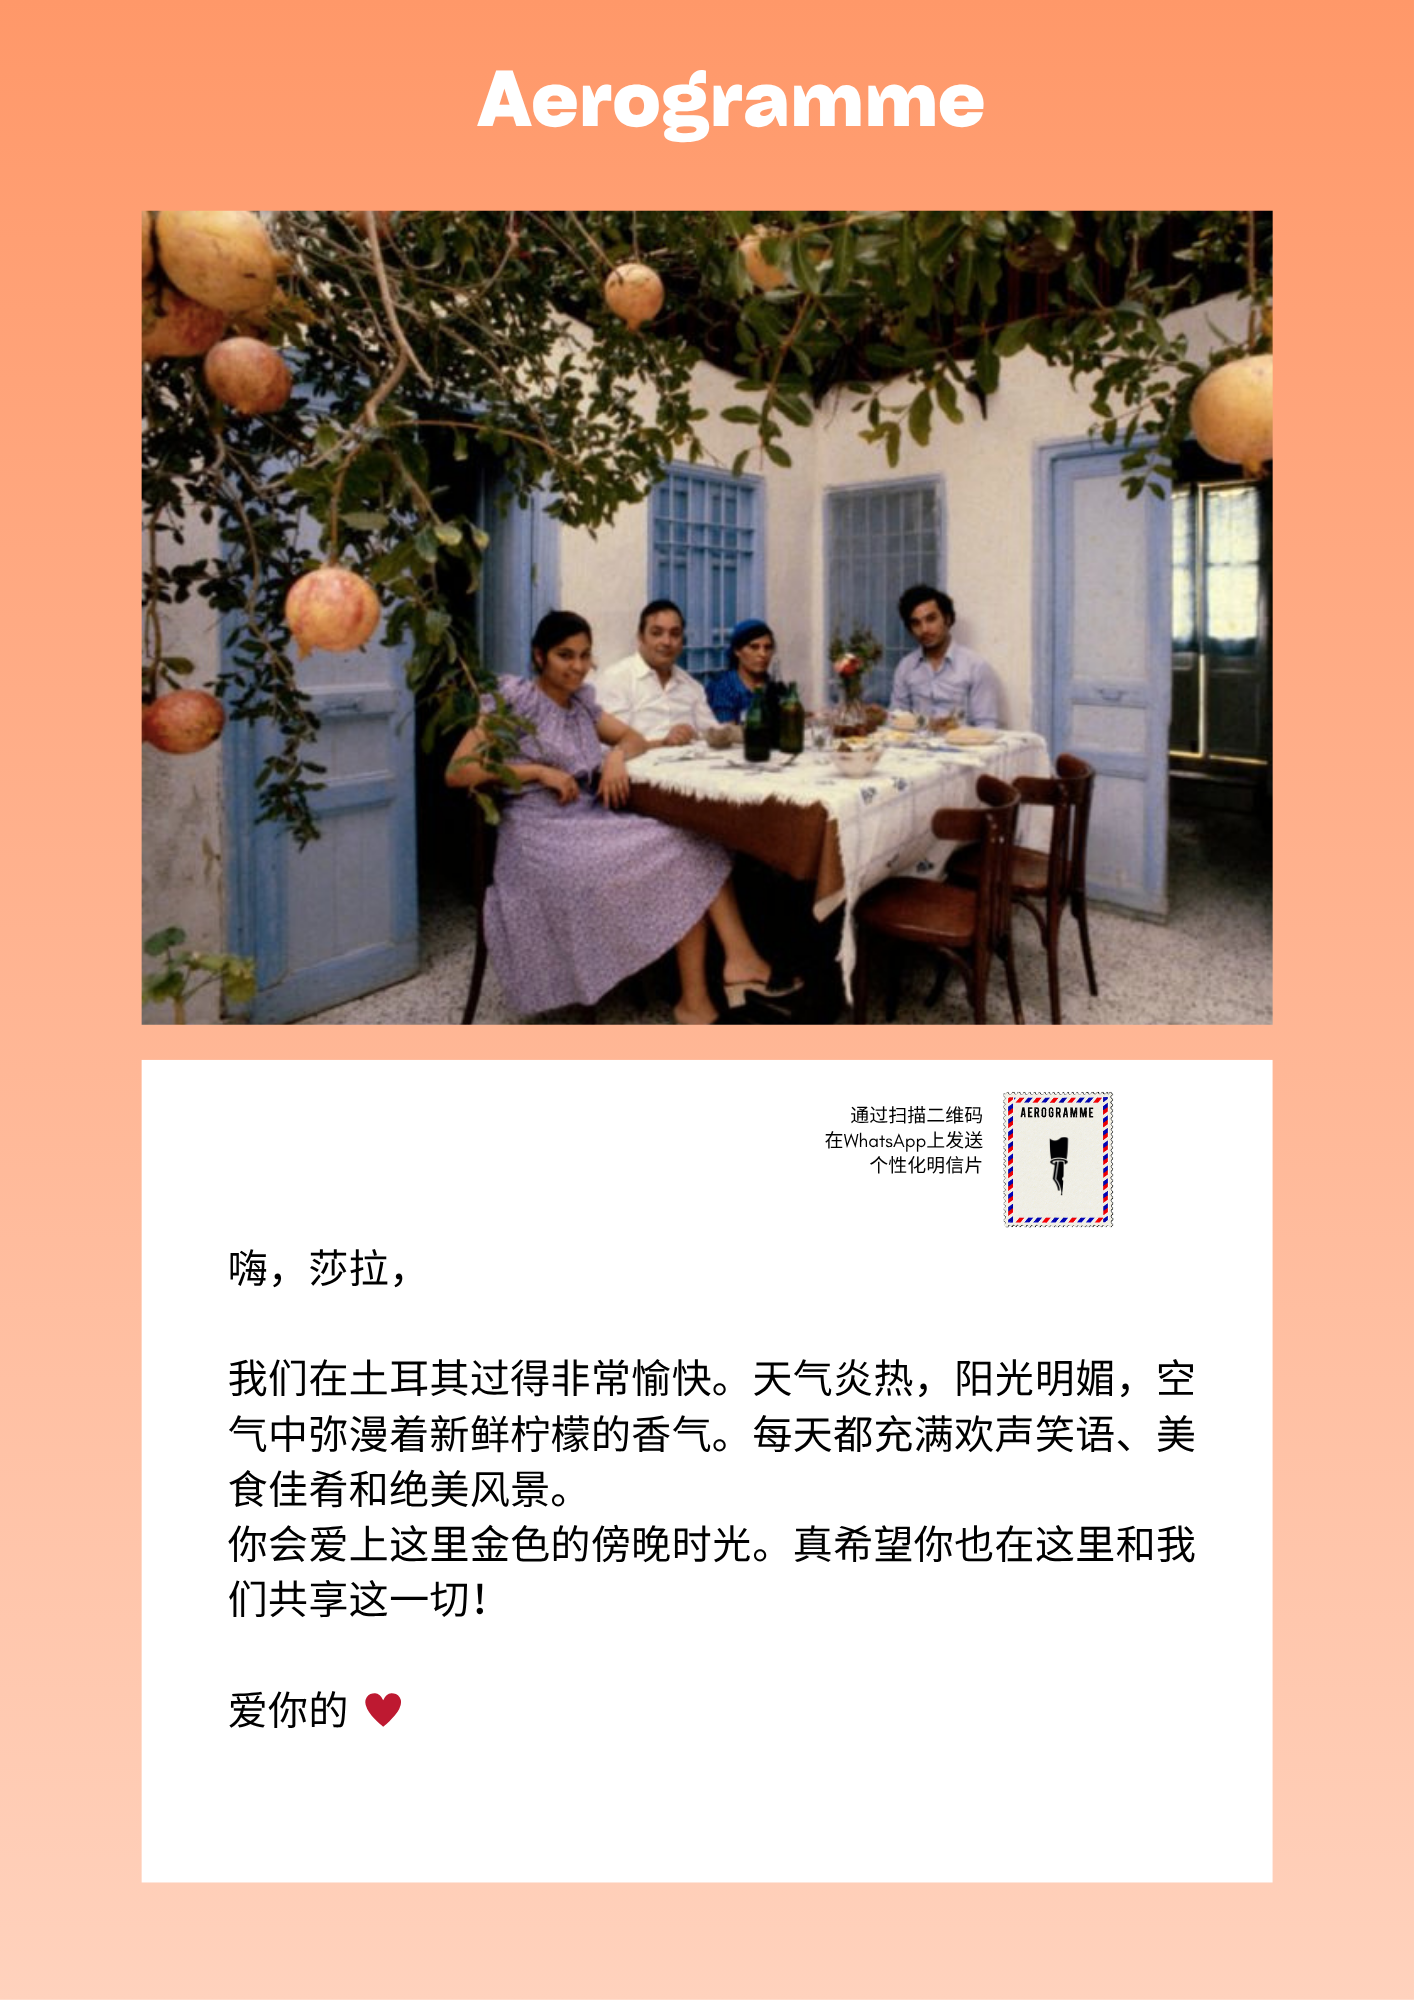 Aerogramme
通过扫描二维码
在WhatsApp上发送
个性化明信片
AEROGRAMME
嗨，莎拉，
我们在土耳其过得非常愉快。天气炎热，阳光明媚，空
气中弥漫着新鲜柠檬的香气。每天都充满欢声笑语、美
食佳肴和绝美风景。
你会爱上这里金色的傍晚时光。真希望你也在这里和我
们共享这一切！
爱你的 ♥